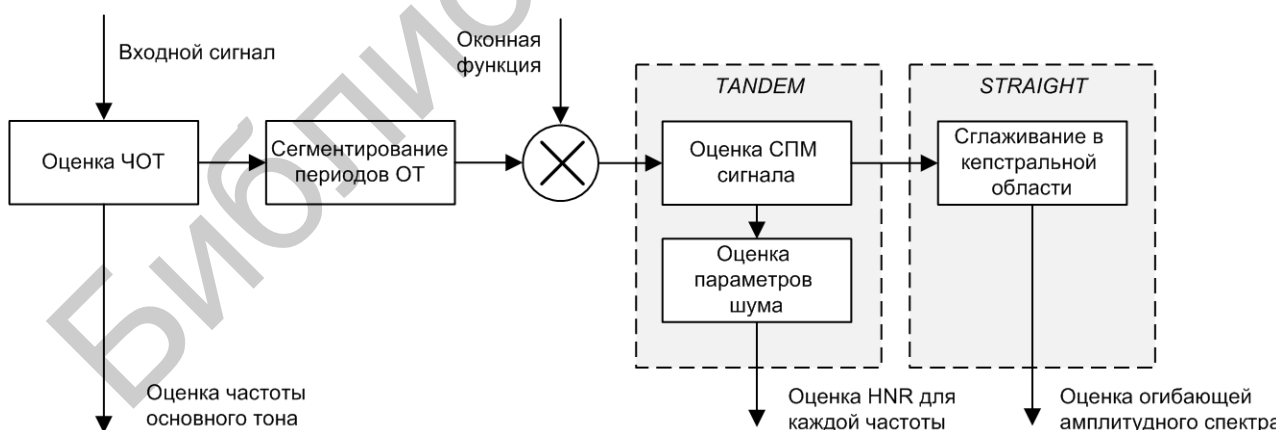 Входной сигнал
Оконная
функция
TANDEM
STRAIGHT
Оценка ЧОТ
Сегментирование
периодов ОТ
Оценка СПМ
сигнала
Сглаживание в
кепстральной
области
Оценка
параметров
шума
Оценка частоты
основного тона
Оценка HNR для
каждой частоты
Оценка огибающей
амплитудного спектра